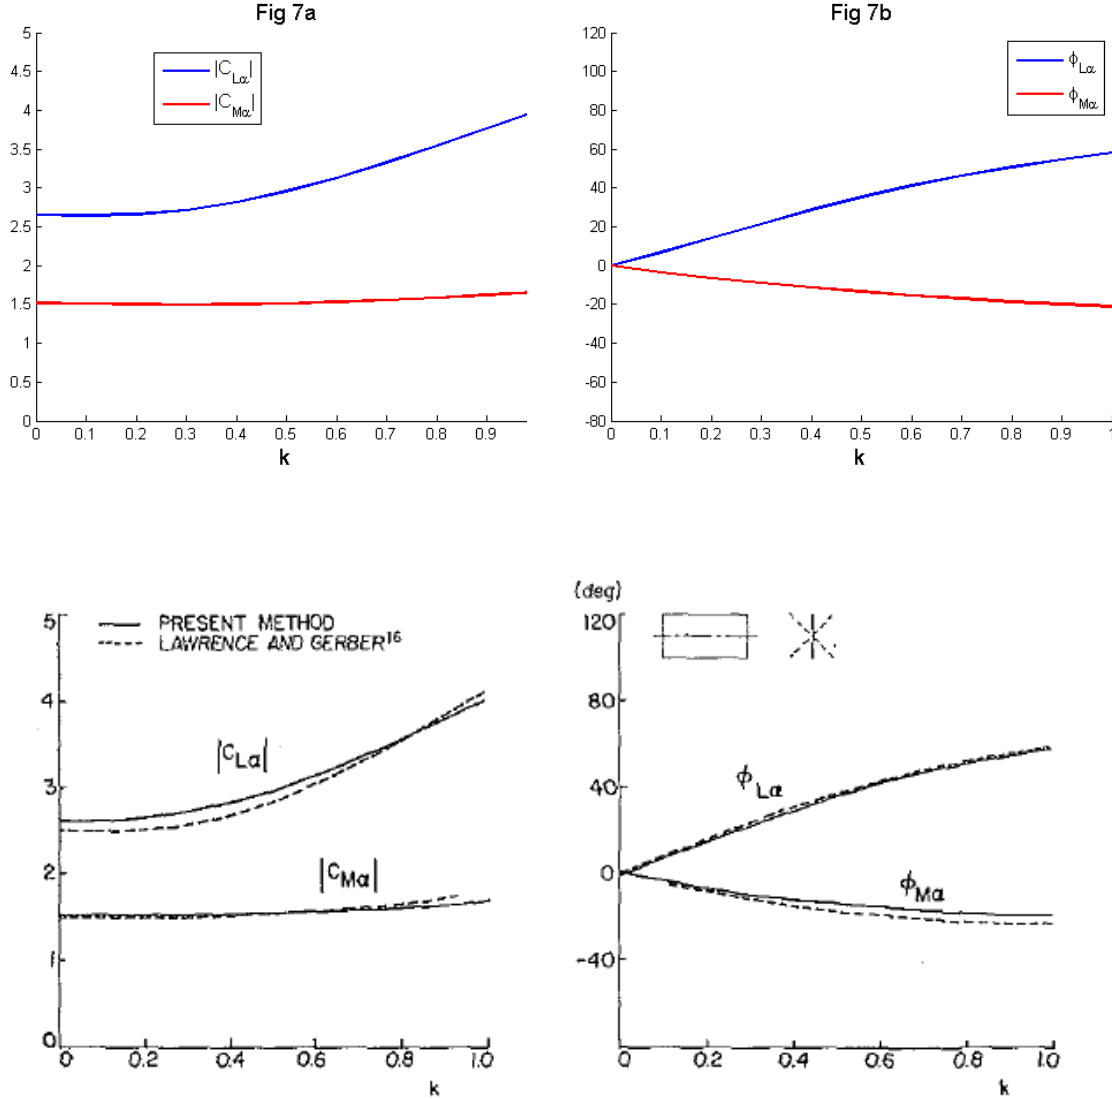 Fig 7a
5
4.5
4
3.5
3
2.5
2
1.5
1
0.5
0
|C_Lα|
|C_Mα|
0 0.1 0.2 0.3 0.4 0.5 0.6 0.7 0.8 0.9
k
Fig 7b
120
100
80
60
40
20
0
-20
-40
-60
-80
ϕ_Lα
ϕ_Mα
0 0.1 0.2 0.3 0.4 0.5 0.6 0.7 0.8 0.9 1
k
5
4
3
2
1
0
PRESENT METHOD
LAWRENCE AND GERBER16
|C_Lα|
|C_Mα|
0 0.2 0.4 0.6 0.8 1.0
k
(deg)
120
80
40
0
-40
ϕ_Lα
ϕ_Mα
0 0.2 0.4 0.6 0.8 1.0
k